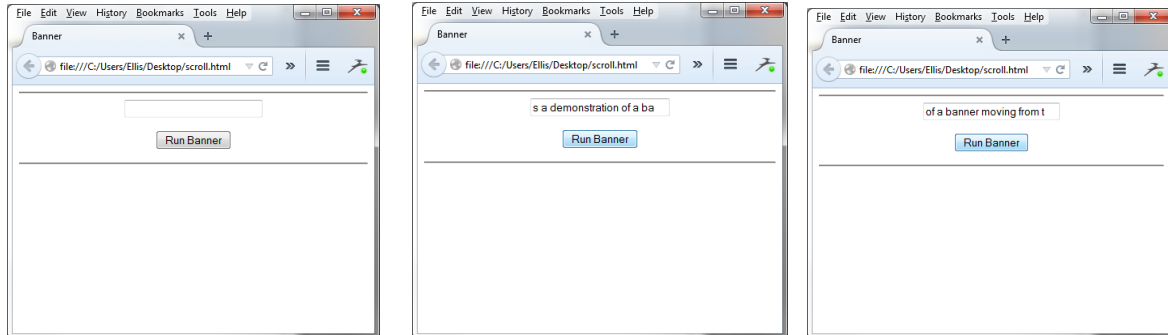 File Edit View History Bookmarks Tools Help
Banner × +
file:///C:/Users/Ellis/Desktop/scroll.html
Run Banner
File Edit View History Bookmarks Tools Help
Banner × +
file:///C:/Users/Ellis/Desktop/scroll.html
s a demonstration of a ba
Run Banner
File Edit View History Bookmarks Tools Help
Banner × +
file:///C:/Users/Ellis/Desktop/scroll.html
of a banner moving from t
Run Banner